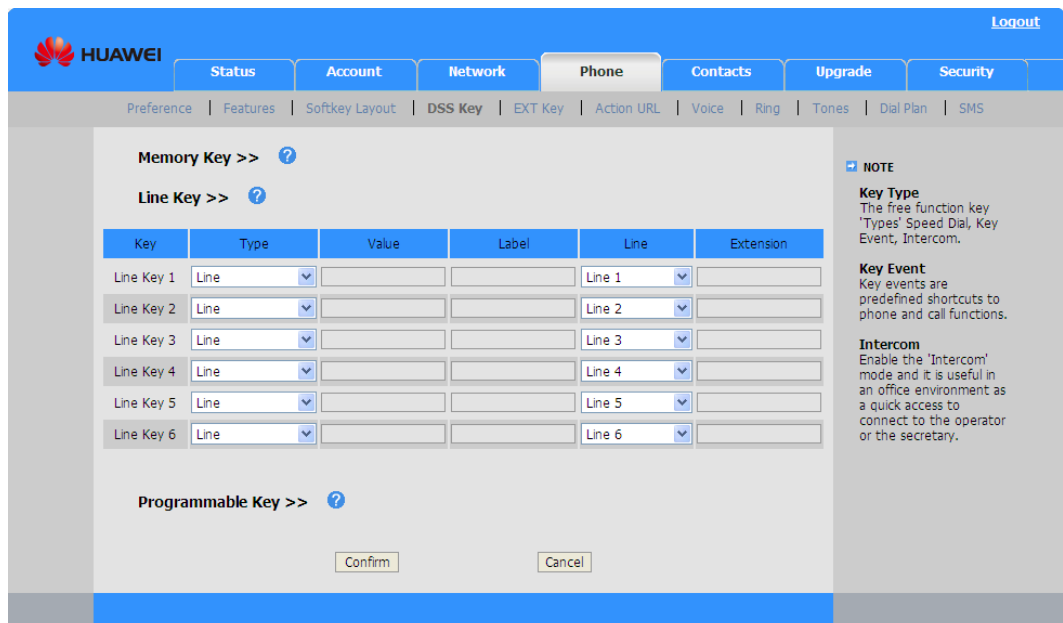 Logout
HUAWEI
Status Account Network Phone Contacts Upgrade Security
Preference | Features | Softkey Layout | DSS Key | EXT Key | Action URL | Voice | Ring | Tones | Dial Plan | SMS
Memory Key >> ?
Line Key >> ?
Key Type Value Label Line Extension
Line Key 1 Line Line 1
Line Key 2 Line Line 2
Line Key 3 Line Line 3
Line Key 4 Line Line 4
Line Key 5 Line Line 5
Line Key 6 Line Line 6
Programmable Key >> ?
Confirm Cancel
NOTE
Key Type
The free function key
'Types' Speed Dial, Key
Event, Intercom.
Key Event
Key events are
predefined shortcuts to
phone and call functions.
Intercom
Enable the 'Intercom'
mode and it is useful in
an office environment as
a quick access to
connect to the operator
or the secretary.